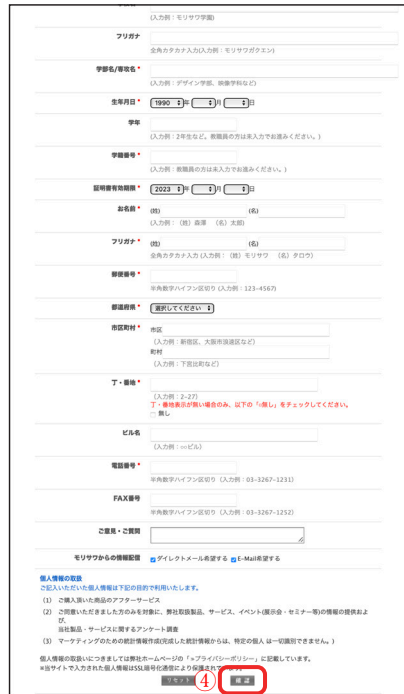 (入力例：モリサワ学園)
フリガナ
全角カタカナ入力(入力例：モリサワガクエン)
学部名/専攻名 *
(入力例：デザイン学部、映像学科など)
生年月日 * 1990 年 月 日
学年
(入力例：2年生など。教職員の方は未入力でお進みください。)
学籍番号 *
(入力例：教職員の方は未入力でお進みください。)
証明書有効期限 * 2023 年 月 日
お名前 * (姓) (名)
(入力例：(姓) 森澤 (名) 太郎)
フリガナ * (姓) (名)
全角カタカナ入力 (入力例：(姓) モリサワ (名) タロウ)
郵便番号 *
半角数字ハイフン区切り (入力例：123-4567)
都道府県 * 選択してください
市区町村 * 市区
(入力例：新宿区、大阪市浪速区など)
町村
(入力例：下宮比町など)
丁・番地 *
(入力例：2-27)
丁・番地表示が無い場合のみ、以下の「□無し」をチェックしてください。
無し
ビル名
(入力例：○○ビル)
電話番号 *
半角数字ハイフン区切り (入力例：03-3267-1231)
FAX番号
半角数字ハイフン区切り (入力例：03-3267-1252)
ご意見・ご質問
モリサワからの情報配信 ダイレクトメール希望する E-Mail希望する
個人情報の取扱
ご記入いただいた個人情報は下記の目的で利用いたします。
(1) ご購入頂いた商品のアフターサービス
(2) ご同意いただきました方のみを対象に、弊社取扱製品、サービス、イベント(展示会・セミナー等)の情報の提供および、
当社製品・サービスに関するアンケート調査
(3) マーケティングのための統計情報作成(完成した統計情報からは、特定の個人 は一切識別できません。)
個人情報の取扱いにつきましては弊社ホームページの「»プライバシーポリシー」に記載しています。
※当サイトで入力された個人情報はSSL暗号化通信により保護されています。
リセット ④ 確認